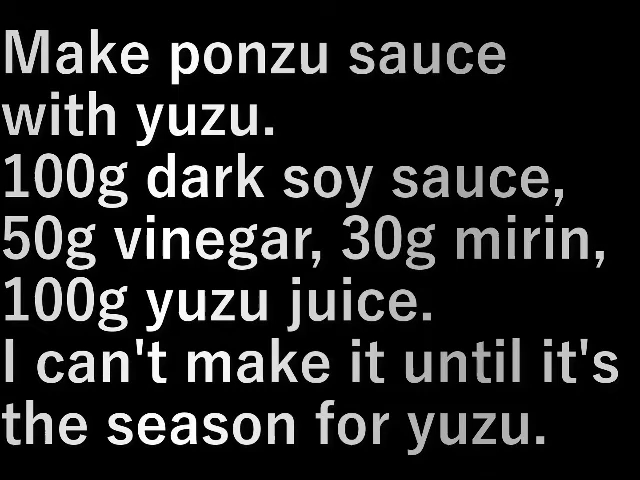 Make ponzu sauce
with yuzu.
100g dark soy sauce,
50g vinegar, 30g mirin,
100g yuzu juice.
I can't make it until it's
the season for yuzu.